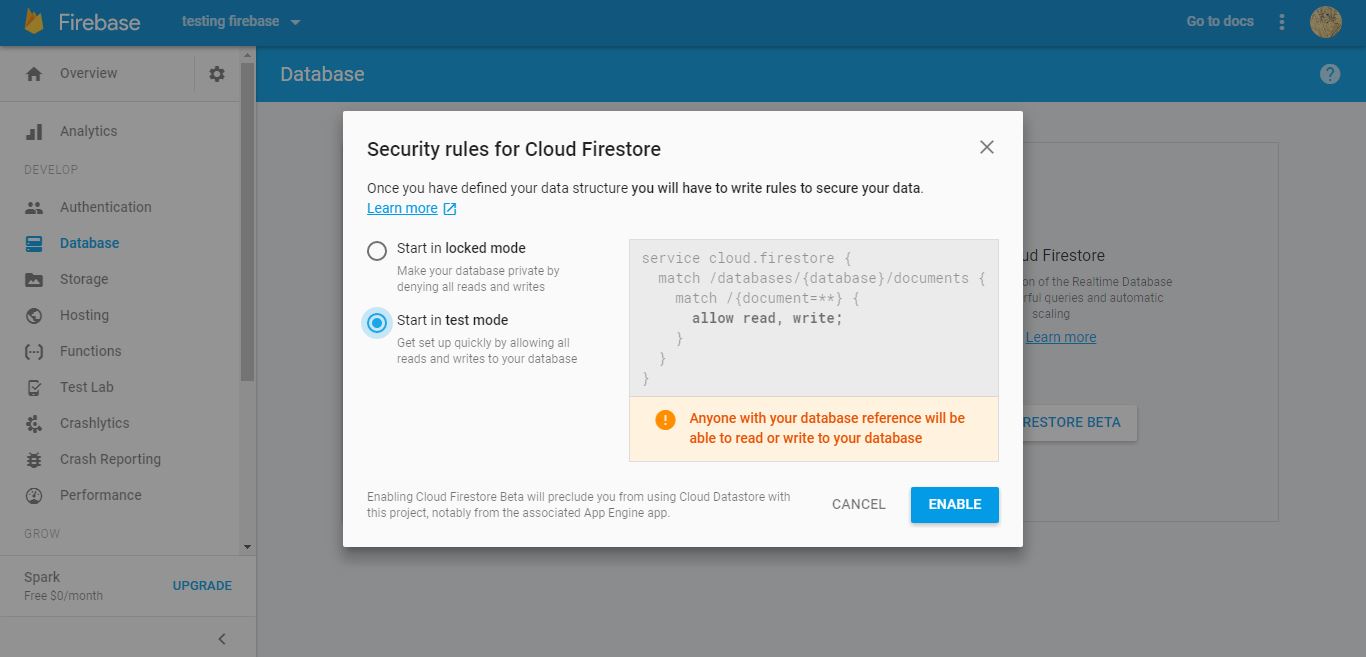 Firebase
testing firebase
Go to docs
Overview
Database
Analytics
DEVELOP
Authentication
Database
Storage
Hosting
Functions
Test Lab
Crashlytics
Crash Reporting
Performance
GROW
Spark
Free $0/month
UPGRADE
Security rules for Cloud Firestore
Once you have defined your data structure you will have to write rules to secure your data.
Learn more
Start in locked mode
Make your database private by
denying all reads and writes
Start in test mode
Get set up quickly by allowing all
reads and writes to your database
service cloud.firestore {
match /databases/{database}/documents {
match /{document=**} {
allow read, write;
}
}
}
! Anyone with your database reference will be
able to read or write to your database
Enabling Cloud Firestore Beta will preclude you from using Cloud Datastore with
this project, notably from the associated App Engine app.
CANCEL
ENABLE
Firestore
of the Realtime Database
queries and automatic
scaling
Learn more
BETA